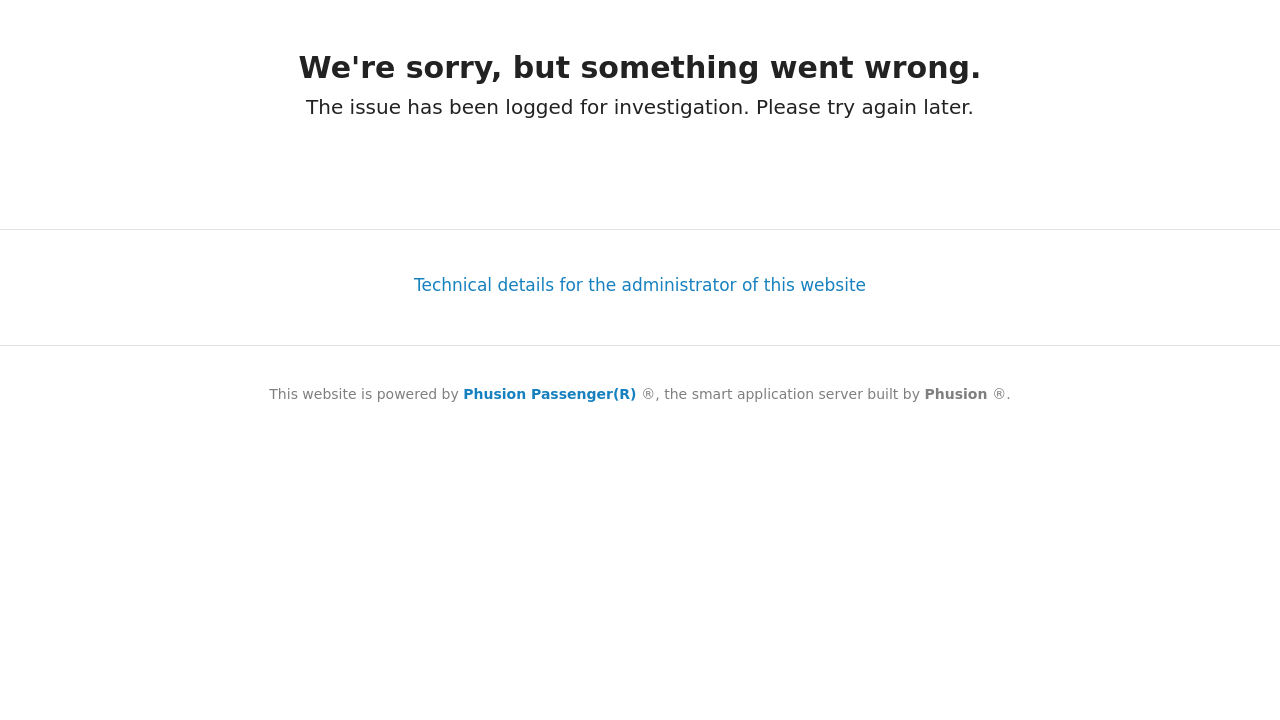 We're sorry, but something went wrong.
The issue has been logged for investigation. Please try again later.
Technical details for the administrator of this website
This website is powered by Phusion Passenger(R) ®, the smart application server built by Phusion ®.